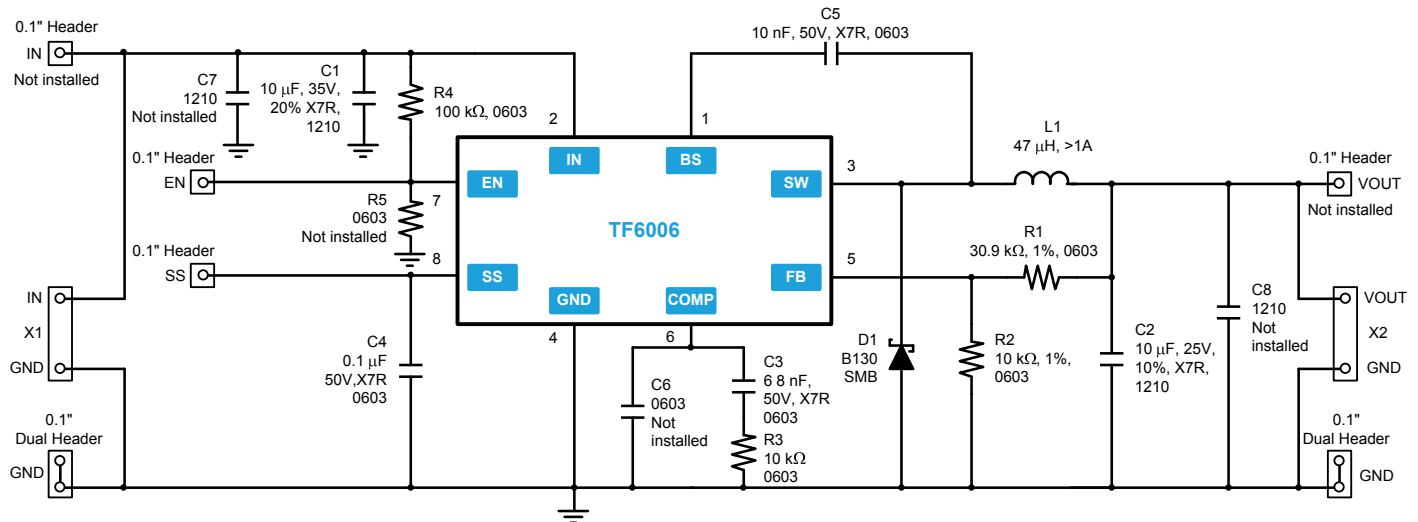 0.1" Header
IN
Not installed
C7
1210
Not installed
C1
10 µF, 35V,
20% X7R,
1210
R4
100 kΩ, 0603
C5
10 nF, 50V, X7R, 0603
2
1
IN
BS
L1
47 µH, >1A
0.1" Header
VOUT
Not installed
0.1" Header
EN
7
EN
SW
3
R5
0603
Not installed
TF6006
R1
30.9 kΩ, 1%, 0603
0.1" Header
SS
8
SS
FB
5
GND
COMP
4
6
IN
X1
GND
C4
0.1 µF
50V,X7R
0603
C6
0603
Not
installed
C3
6 8 nF,
50V, X7R
0603
R3
10 kΩ
0603
D1
B130
SMB
R2
10 kΩ, 1%,
0603
C2
10 µF, 25V,
10%, X7R,
1210
C8
1210
Not
installed
VOUT
X2
GND
0.1"
Dual Header
GND
0.1"
Dual Header
GND